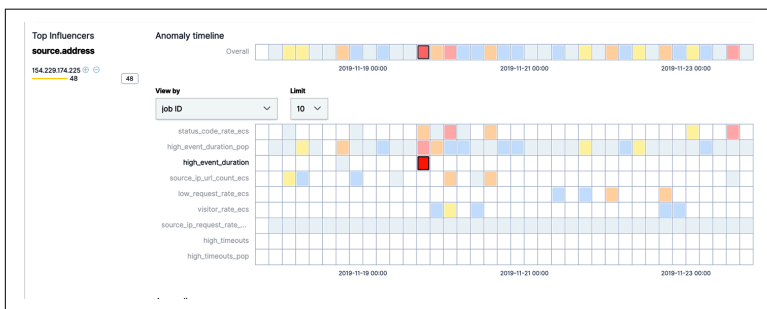 Top Influencers
source.address
154.229.174.225
48
48
Anomaly timeline
Overall
2019-11-19 00:00
2019-11-21 00:00
2019-11-23 00:00
View by
Limit
job ID
10
status_code_rate_ecs
high_event_duration_pop
high_event_duration
source_ip_url_count_ecs
low_request_rate_ecs
visitor_rate_ecs
source_ip_request_rate_...
high_timeouts
high_timeouts_pop
2019-11-19 00:00
2019-11-21 00:00
2019-11-23 00:00